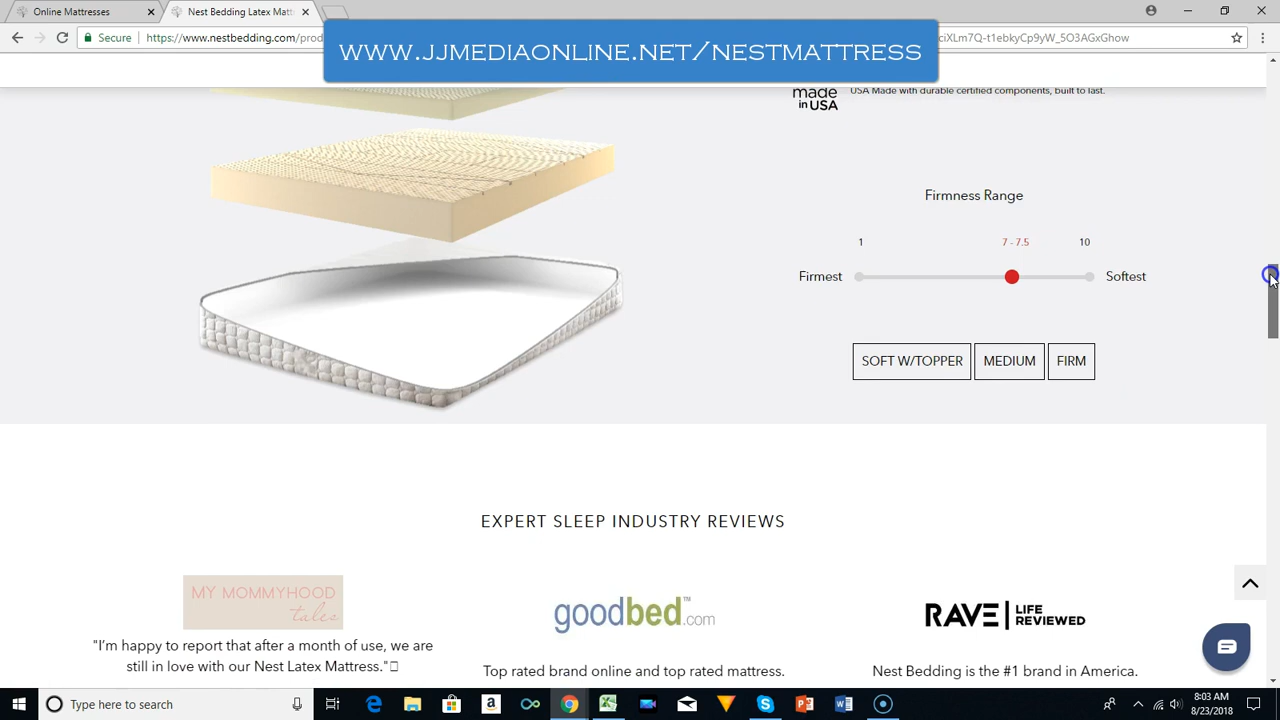 Online Mattresses
Nest Bedding Latex Matt
WWW.JJMEDIAONLINE.NET/NESTMATTRESS
Secure
https://www.nestbedding.com/prod
ciXLm7Q-t1ebkyCp9yW_5O3AGxGhow
made
in USA
USA Made with durable certified components, built to last.
Firmness Range
1
7 - 7.5
10
Firmest
Softest
SOFT W/TOPPER
MEDIUM
FIRM
EXPERT SLEEP INDUSTRY REVIEWS
MY MOMMYHOOD
tales
"I'm happy to report that after a month of use, we are
still in love with our Nest Latex Mattress."
goodbed.com™
Top rated brand online and top rated mattress.
RAVE LIFE
REVIEWED
Nest Bedding is the #1 brand in America.
Type here to search
8:03 AM
8/23/2018